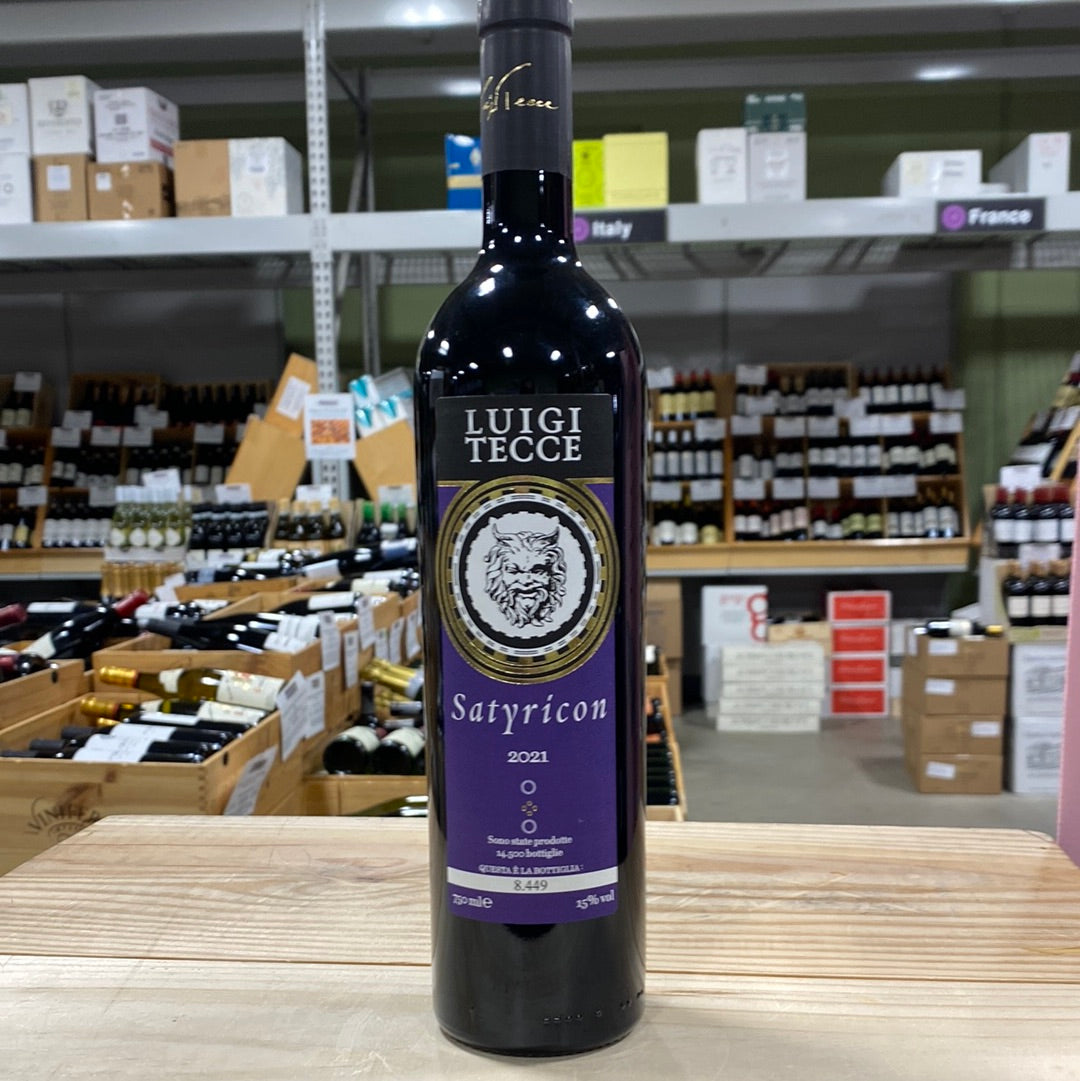 Luigi Tecce
Italy
France
LUIGI
TECCE
Satyricon
2021
Sono state prodotte
14.500 bottiglie
QUESTA È LA BOTTIGLIA:
8.449
750 ml e
15% vol